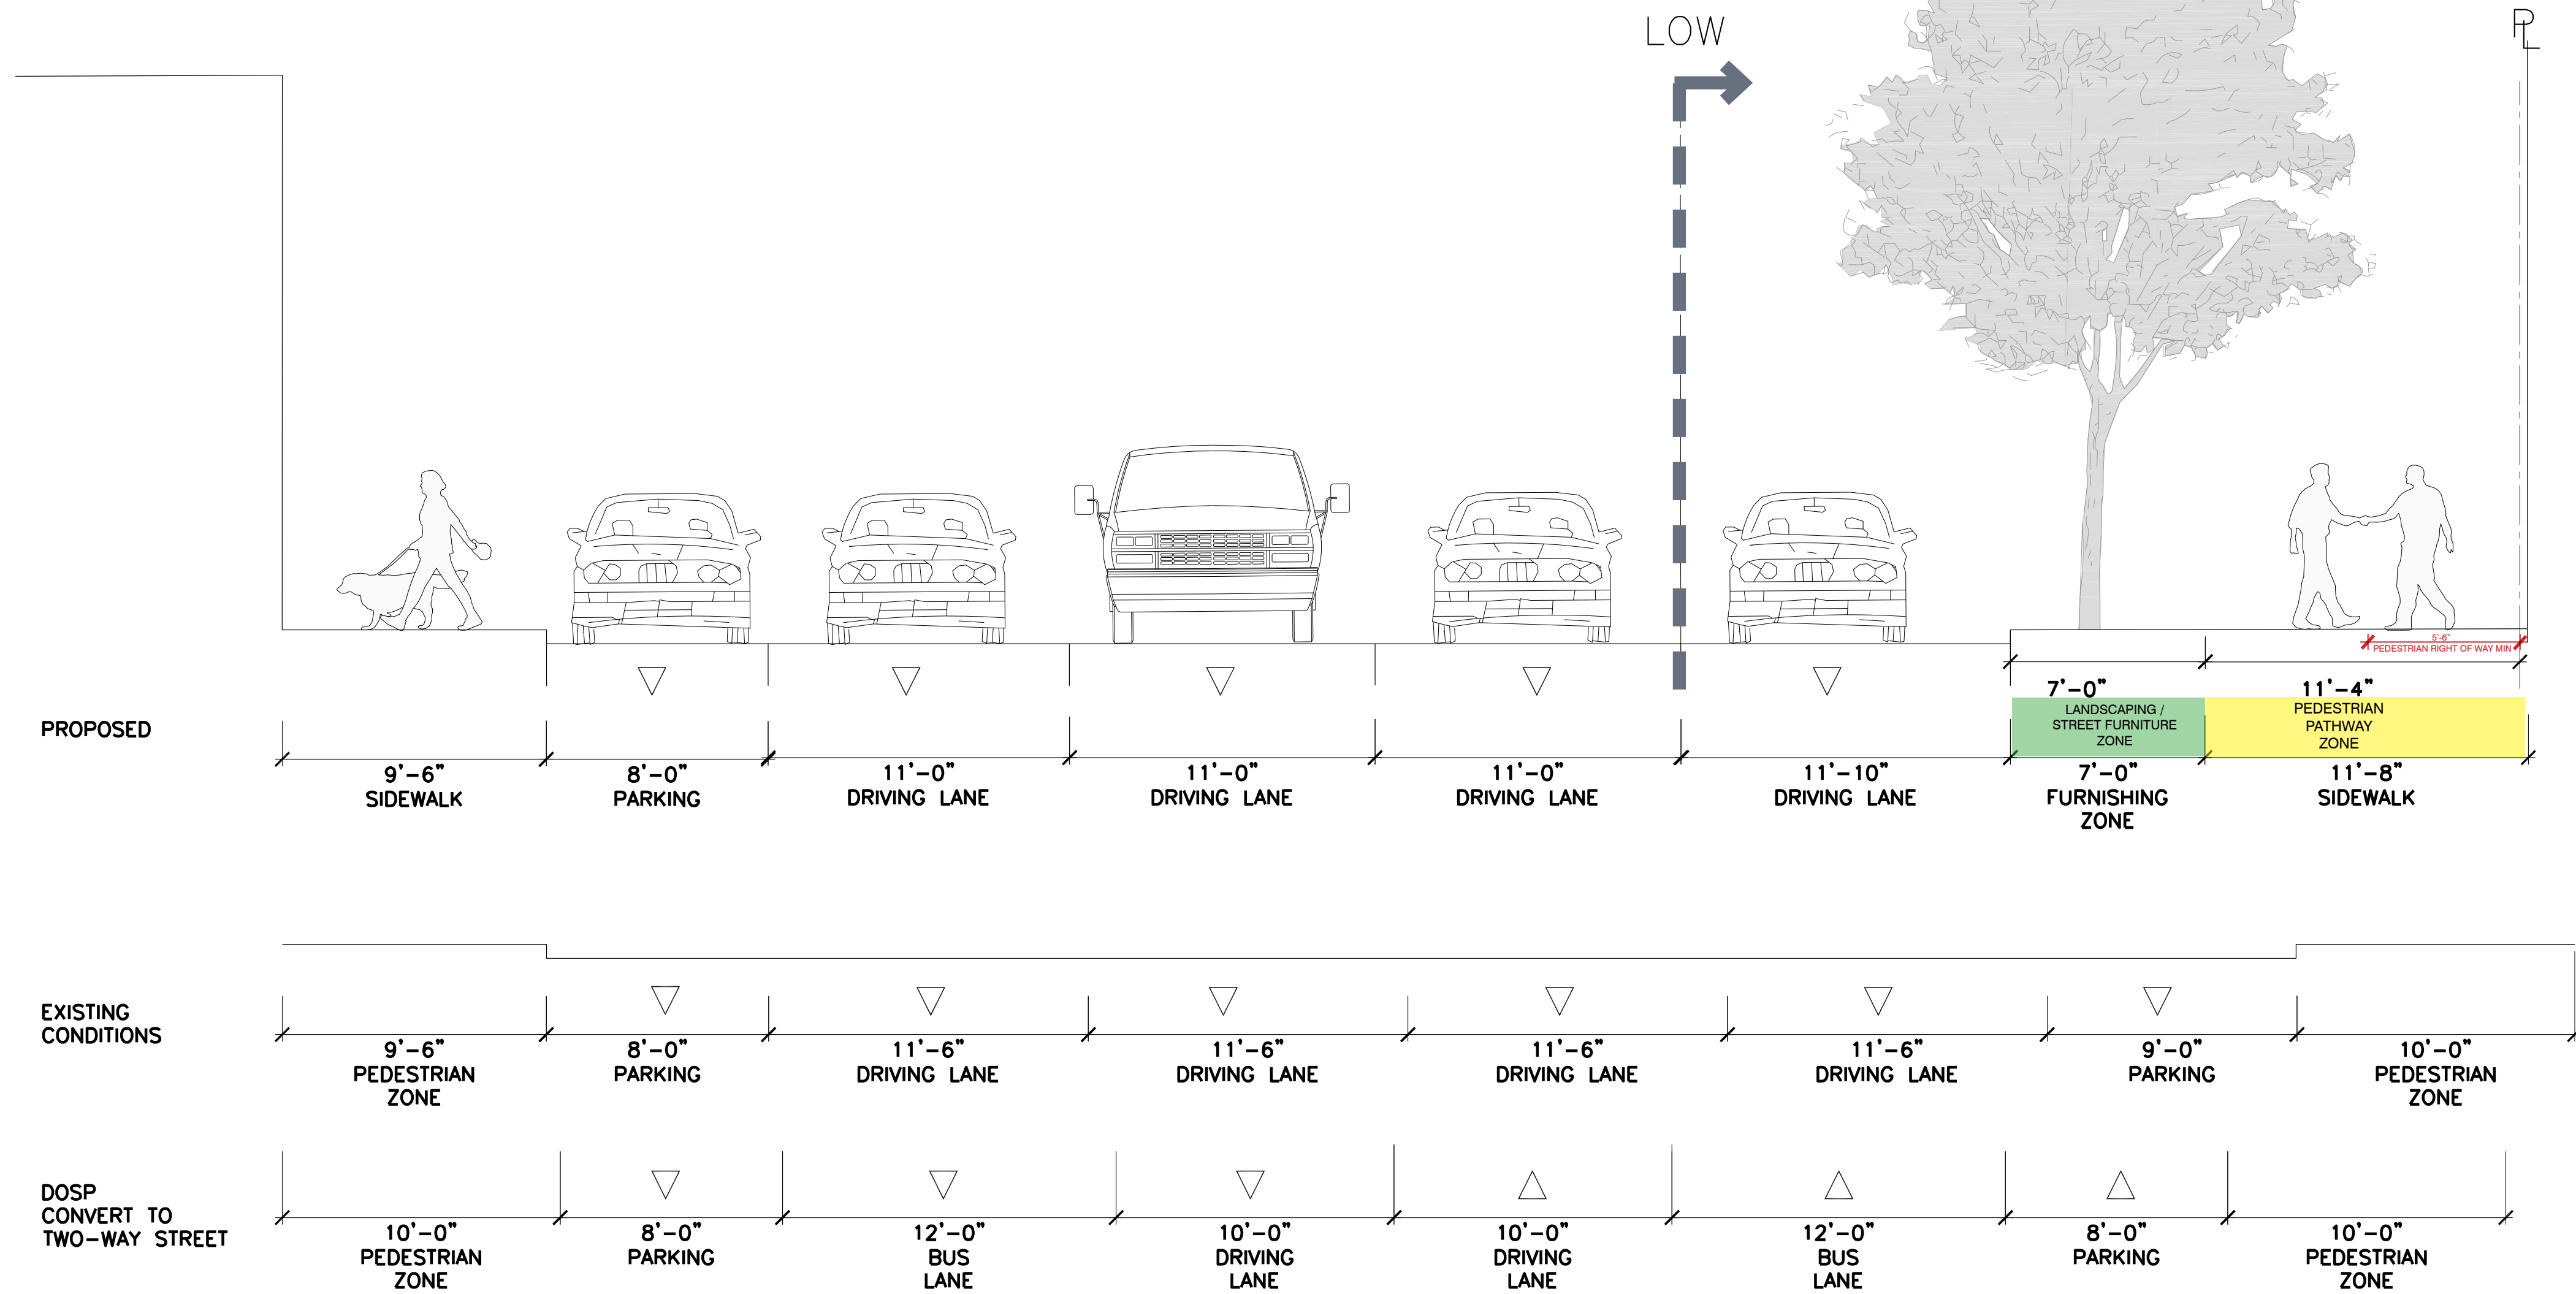 LOW
PL
5'-6"
PEDESTRIAN RIGHT OF WAY MIN
7'-0" 11'-4"
LANDSCAPING /
STREET FURNITURE
ZONE
PEDESTRIAN
PATHWAY
ZONE
PROPOSED
9'-6"
SIDEWALK
8'-0"
PARKING
11'-0"
DRIVING LANE
11'-0"
DRIVING LANE
11'-0"
DRIVING LANE
11'-10"
DRIVING LANE
7'-0"
FURNISHING
ZONE
11'-8"
SIDEWALK
EXISTING
CONDITIONS
9'-6"
PEDESTRIAN
ZONE
8'-0"
PARKING
11'-6"
DRIVING LANE
11'-6"
DRIVING LANE
11'-6"
DRIVING LANE
11'-6"
DRIVING LANE
9'-0"
PARKING
10'-0"
PEDESTRIAN
ZONE
DOSP
CONVERT TO
TWO-WAY STREET
10'-0"
PEDESTRIAN
ZONE
8'-0"
PARKING
12'-0"
BUS
LANE
10'-0"
DRIVING
LANE
10'-0"
DRIVING
LANE
12'-0"
BUS
LANE
8'-0"
PARKING
10'-0"
PEDESTRIAN
ZONE